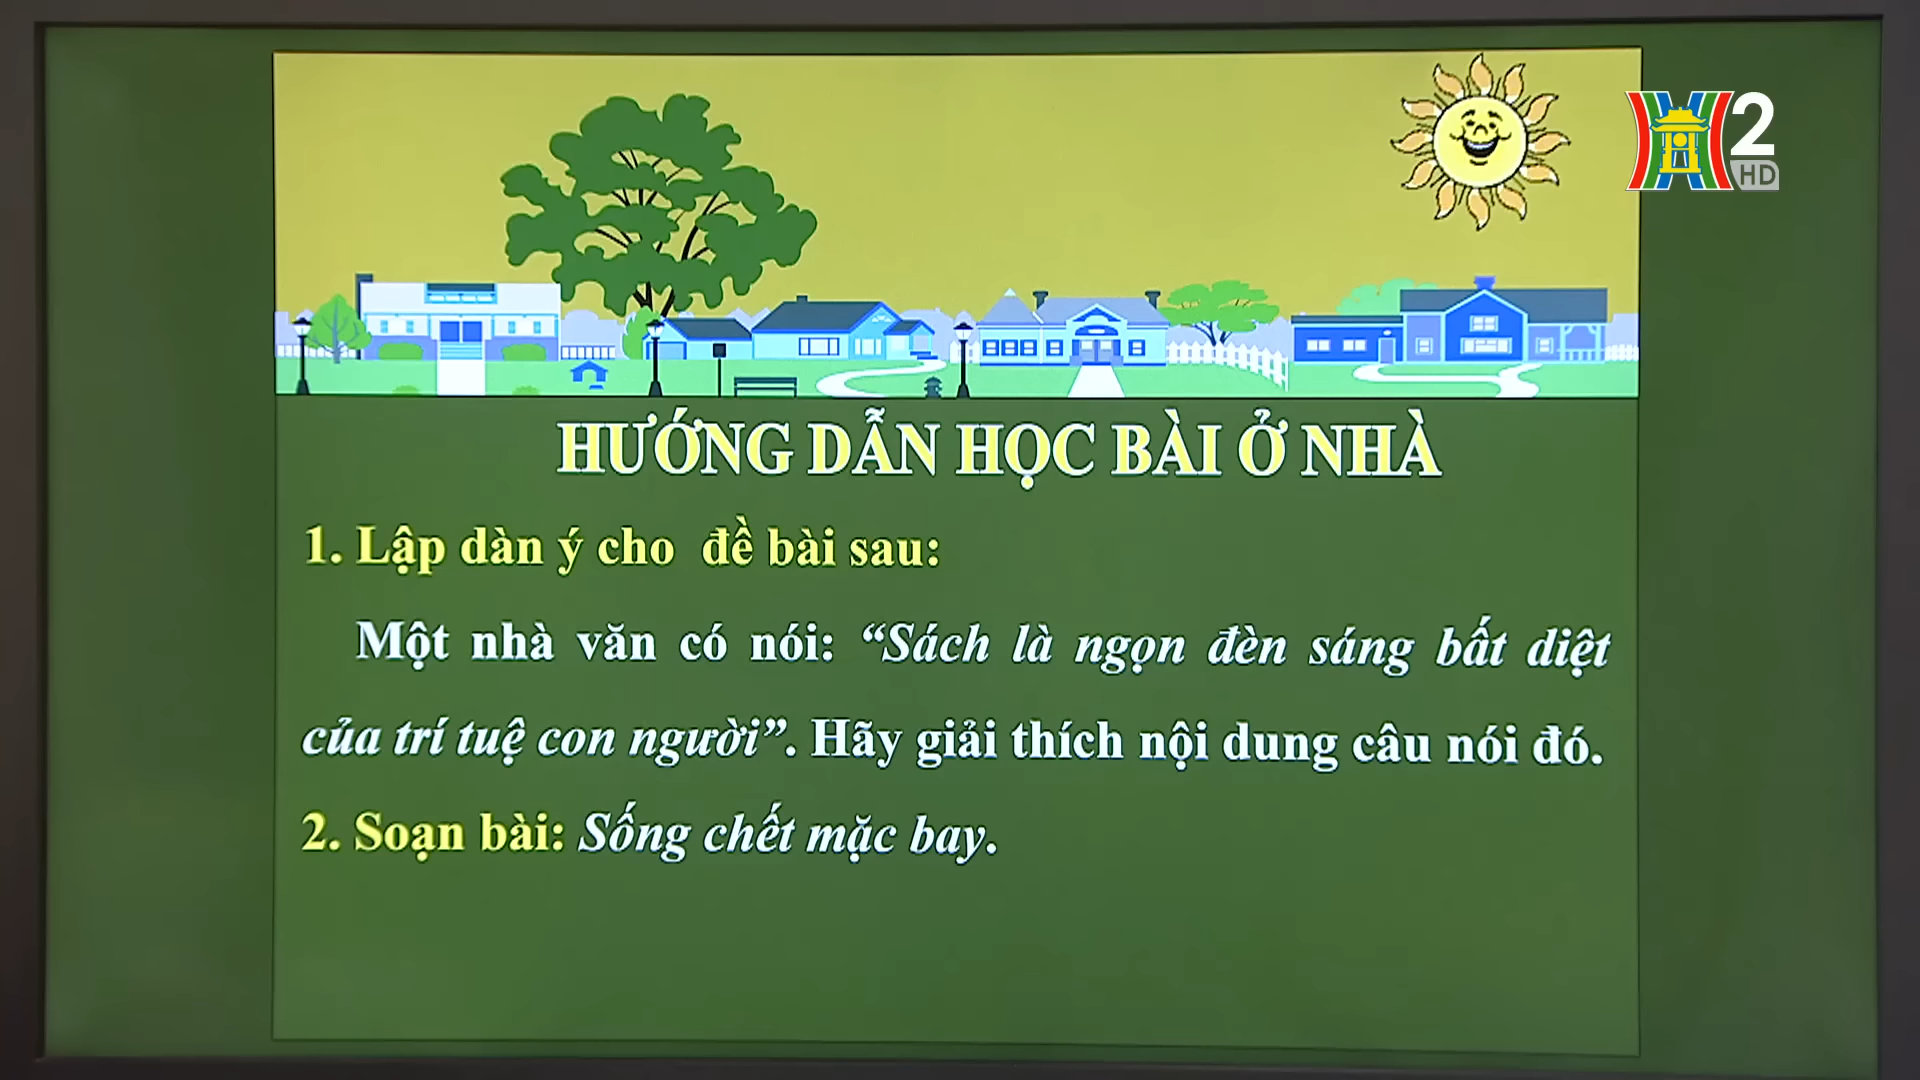 2
HD
HƯỚNG DẪN HỌC BÀI Ở NHÀ
1. Lập dàn ý cho đề bài sau:
Một nhà văn có nói: “Sách là ngọn đèn sáng bất diệt
của trí tuệ con người”. Hãy giải thích nội dung câu nói đó.
2. Soạn bài: Sống chết mặc bay.